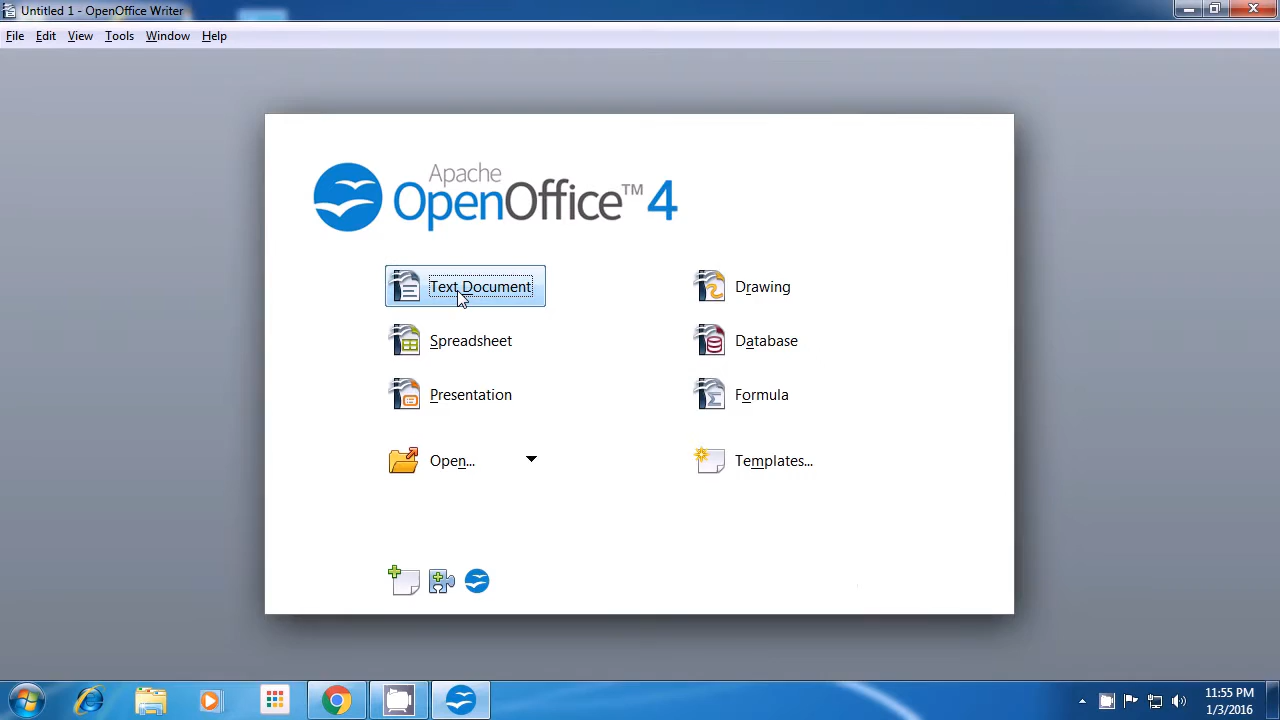 Untitled 1 - OpenOffice Writer
File Edit View Tools Window Help
Apache
OpenOffice™ 4
Text Document
Drawing
Spreadsheet
Database
Presentation
Formula
Open...
Templates...
11:55 PM
1/3/2016